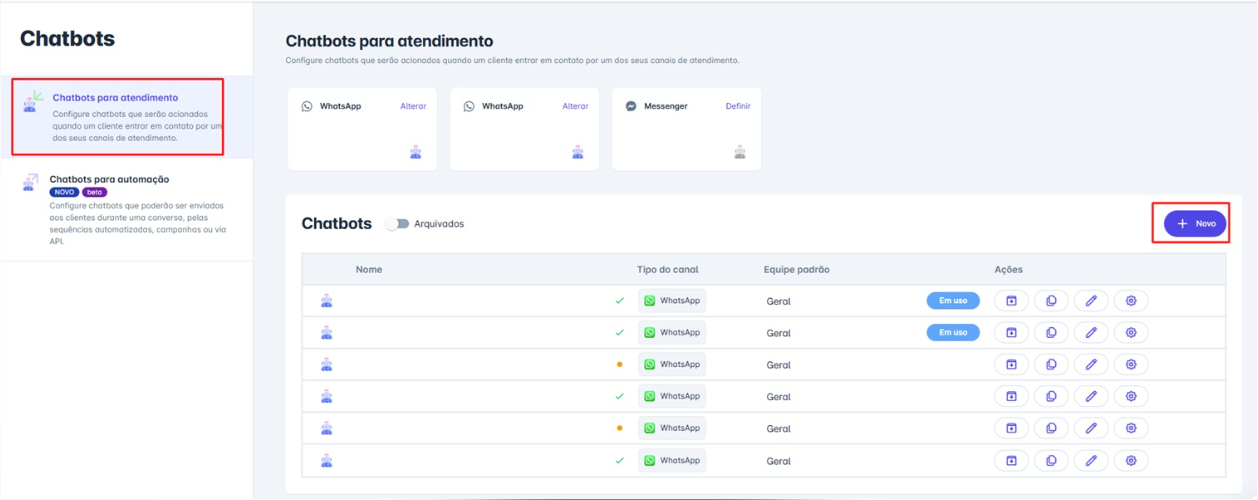 Chatbots
Chatbots para atendimento
Configure chatbots que serão acionados
quando um cliente entrar em contato por um
dos seus canais de atendimento.
Chatbots para automação
NOVO beta
Configure chatbots que poderão ser enviados
aos clientes durante uma conversa, pelas
sequências automatizadas, campanhas ou via
API.
Chatbots para atendimento
Configure chatbots que serão acionados quando um cliente entrar em contato por um dos seus canais de atendimento.
WhatsApp Alterar
WhatsApp Alterar
Messenger Definir
Chatbots Arquivados + Novo
Nome Tipo do canal Equipe padrão Ações
WhatsApp Geral Em uso
WhatsApp Geral Em uso
WhatsApp Geral
WhatsApp Geral
WhatsApp Geral
WhatsApp Geral